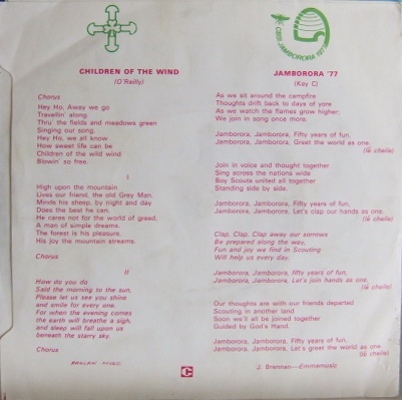 CHILDREN OF THE WIND
(O'Reilly)
Chorus
Hey Ho, Away we go
Travellin' along
Thru' the fields and meadows green
Singing our song.
Hey Ho, we all know
How sweet life can be
Children of the wild wind
Blowin' so free.
I
High upon the mountain
Lives our friend, the old Grey Man,
Minds his sheep, by night and day
Does the best he can.
He cares not for the world of greed,
A man of simple dreams.
The forest is his pleasure,
His joy the mountain streams.
Chorus
II
How do you do
Said the morning to the sun,
Please let us see you shine
and smile for every one.
For when the evening comes
the earth will breathe a sigh,
and sleep will fall upon us
beneath the starry sky.
Chorus
C
JAMBORORA '77
(Key C)
As we sit around the campfire
Thoughts drift back to days of yore
As we watch the flames grow higher;
We join in song once more.
Jamborora, Jamborora, Fifty years of fun,
Jamborora, Jamborora, Greet the world as one.
(lê cheile)
Join in voice and thought together
Sing across the nations wide
Boy Scouts united all together
Standing side by side.
Jamborora, Jamborora, Fifty years of fun,
Jamborora, Jamborora, Let's clap our hands as one.
(lê cheile)
Clap, Clap, Clap away our sorrows
Be prepared along the way,
Fun and joy we find in Scouting
Will help us every day.
Jamborora, Jamborora, fifty years of fun,
Jamborora, Jamborora, Let's join hands as one.
(lê cheile)
Our thoughts are with our friends departed
Scouting in another land
Soon we'll all be joined together
Guided by God's Hand.
Jamborora, Jamborora, Fifty years of fun,
Jamborora, Jamborora, Let's greet the world as one.
(lê cheile)
J. Brennan—Emmamusic